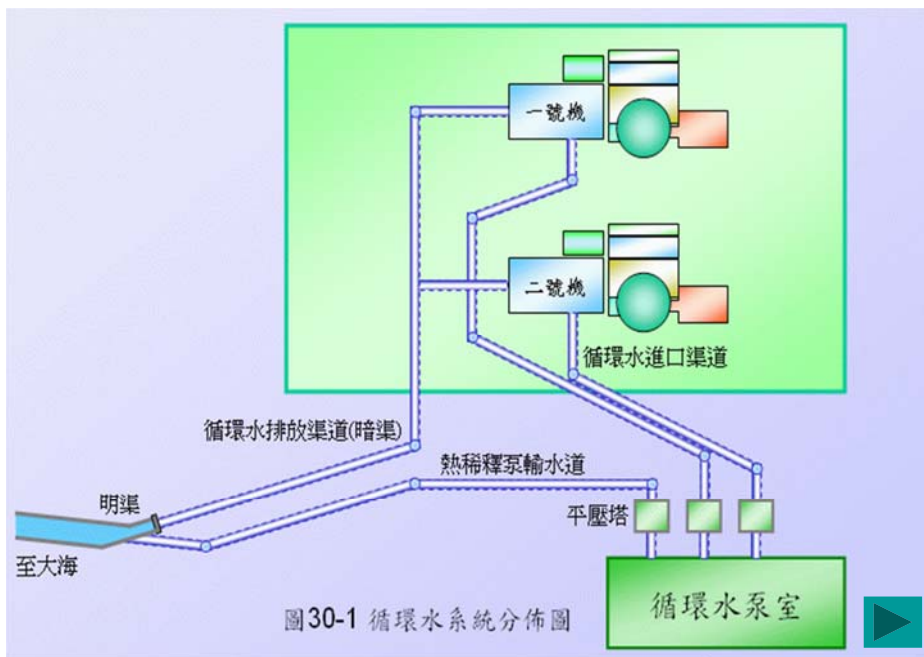 一號機
二號機
循環水進口渠道
循環水排放渠道(暗渠)
熱稀釋泵輸水道
明渠
平壓塔
至大海
循環水泵室
圖30-1 循環水系統分佈圖